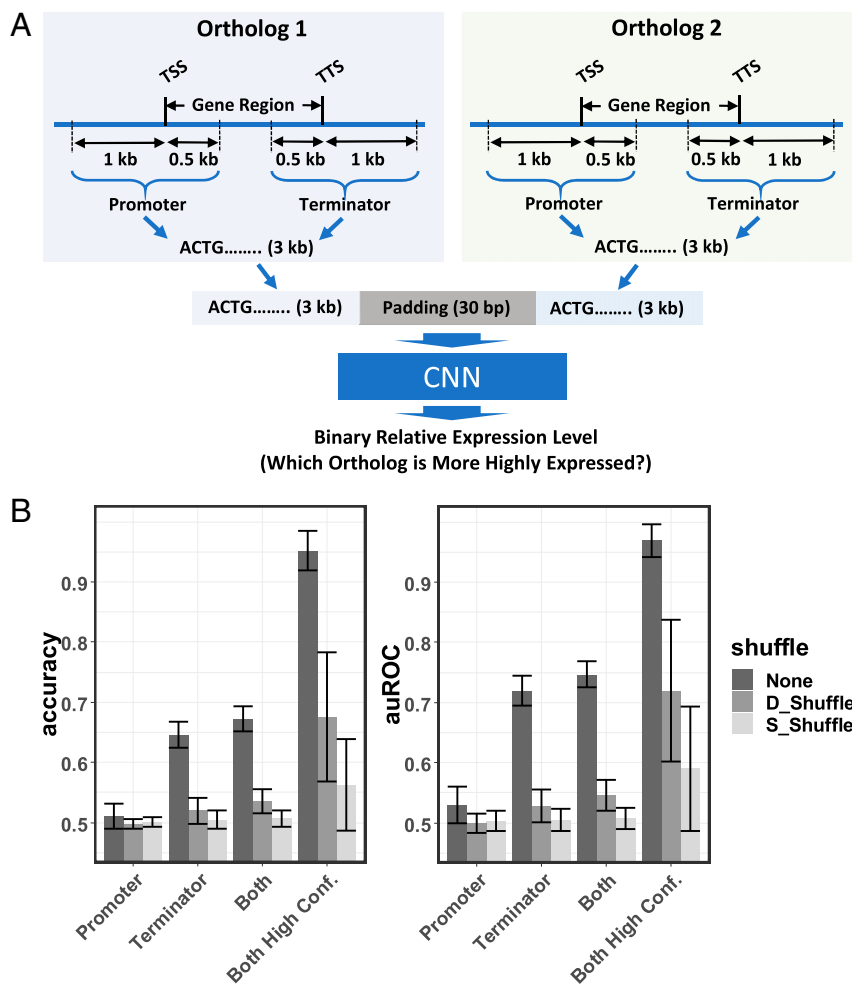 A
Ortholog 1
Ortholog 2
TSS
TTS
TSS
TTS
Gene Region
Gene Region
1 kb
0.5 kb
0.5 kb
1 kb
1 kb
0.5 kb
0.5 kb
1 kb
Promoter
Terminator
Promoter
Terminator
ACTG…….. (3 kb)
ACTG…….. (3 kb)
ACTG…….. (3 kb)
Padding (30 bp)
ACTG…….. (3 kb)
CNN
Binary Relative Expression Level
(Which Ortholog is More Highly Expressed?)
B
accuracy
0.9
0.8
0.7
0.6
0.5
Promoter
Terminator
Both
Both High Conf.
auROC
0.9
0.8
0.7
0.6
0.5
Promoter
Terminator
Both
Both High Conf.
shuffle
None
D_Shuffle
S_Shuffle